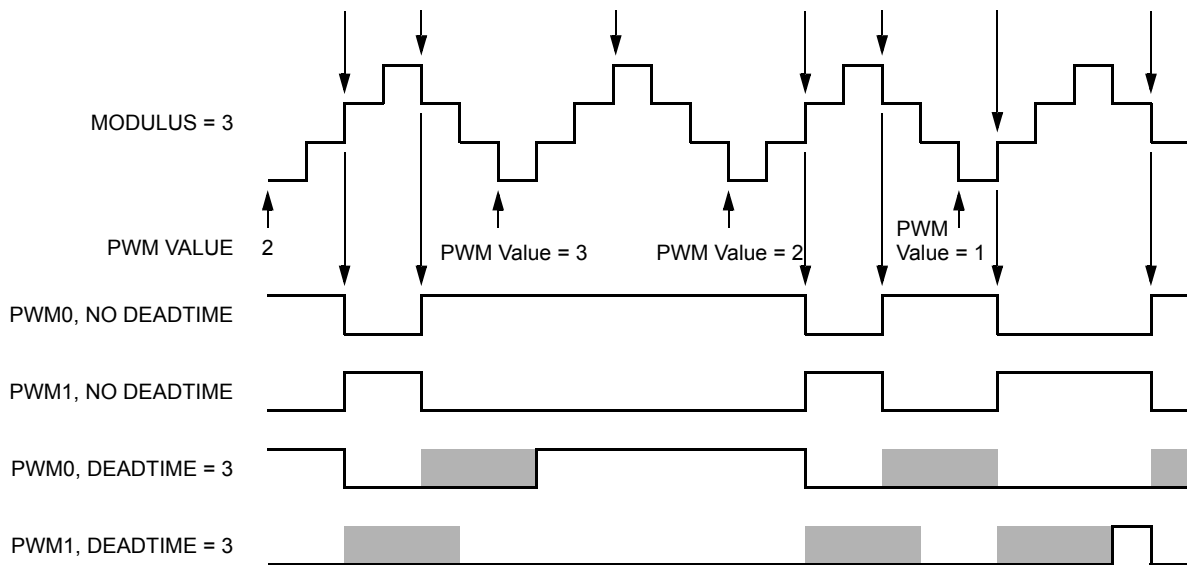 MODULUS = 3
PWM VALUE 2
PWM Value = 3
PWM Value = 2
PWM
Value = 1
PWM0, NO DEADTIME
PWM1, NO DEADTIME
PWM0, DEADTIME = 3
PWM1, DEADTIME = 3